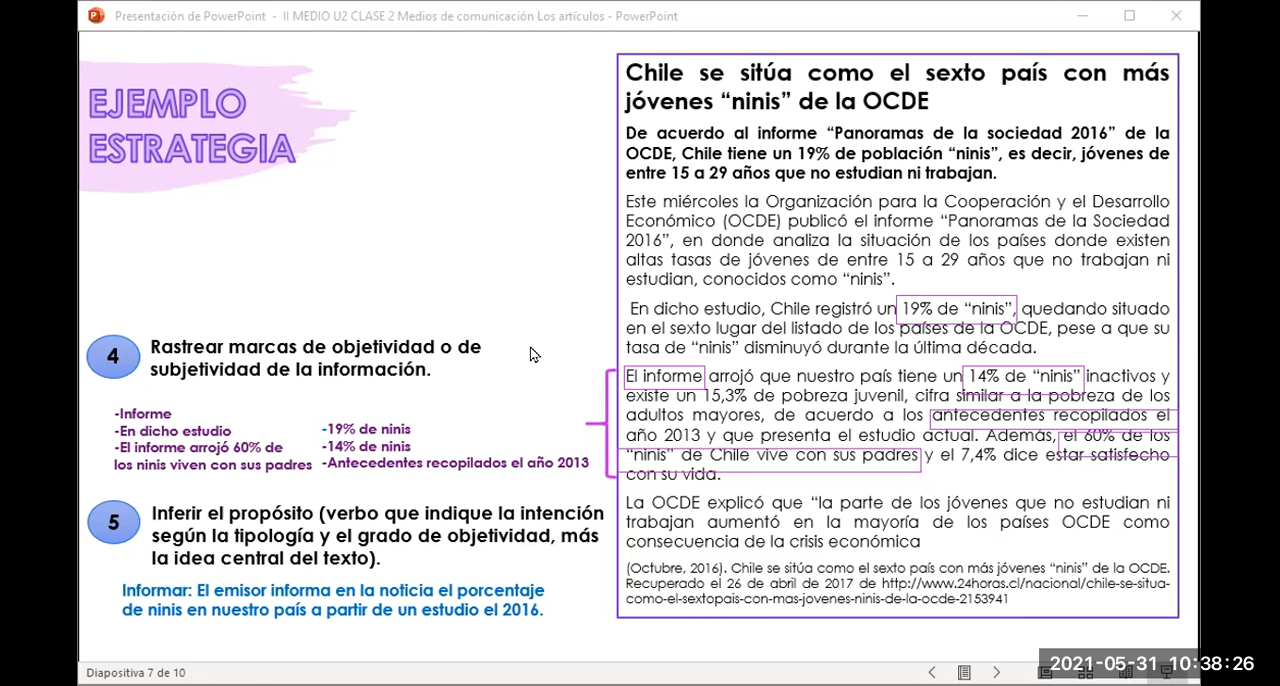 Presentación de PowerPoint - II MEDIO U2 CLASE 2 Medios de comunicación Los artículos - PowerPoint
EJEMPLO
ESTRATEGIA
4
Rastrear marcas de objetividad o de
subjetividad de la información.
-Informe
-En dicho estudio
-El informe arrojó 60% de
los ninis viven con sus padres
-19% de ninis
-14% de ninis
-Antecedentes recopilados el año 2013
5
Inferir el propósito (verbo que indique la intención
según la tipología y el grado de objetividad, más
la idea central del texto).
Informar: El emisor informa en la noticia el porcentaje
de ninis en nuestro país a partir de un estudio el 2016.
Chile se sitúa como el sexto país con más
jóvenes “ninis” de la OCDE
De acuerdo al informe “Panoramas de la sociedad 2016” de la
OCDE, Chile tiene un 19% de población “ninis”, es decir, jóvenes de
entre 15 a 29 años que no estudian ni trabajan.
Este miércoles la Organización para la Cooperación y el Desarrollo
Económico (OCDE) publicó el informe “Panoramas de la Sociedad
2016”, en donde analiza la situación de los países donde existen
altas tasas de jóvenes de entre 15 a 29 años que no trabajan ni
estudian, conocidos como “ninis”.
En dicho estudio, Chile registró un 19% de “ninis”, quedando situado
en el sexto lugar del listado de los países de la OCDE, pese a que su
tasa de “ninis” disminuyó durante la última década.
El informe arrojó que nuestro país tiene un 14% de “ninis” inactivos y
existe un 15,3% de pobreza juvenil, cifra similar a la pobreza de los
adultos mayores, de acuerdo a los antecedentes recopilados el
año 2013 y que presenta el estudio actual. Además, el 60% de los
“ninis” de Chile vive con sus padres y el 7,4% dice estar satisfecho
con su vida.
La OCDE explicó que “la parte de los jóvenes que no estudian ni
trabajan aumentó en la mayoría de los países OCDE como
consecuencia de la crisis económica
(Octubre, 2016). Chile se sitúa como el sexto país con más jóvenes “ninis” de la OCDE.
Recuperado el 26 de abril de 2017 de http://www.24horas.cl/nacional/chile-se-situa-
como-el-sextopais-con-mas-jovenes-ninis-de-la-ocde-2153941
Diapositiva 7 de 10
2021-05-31 10:38:26